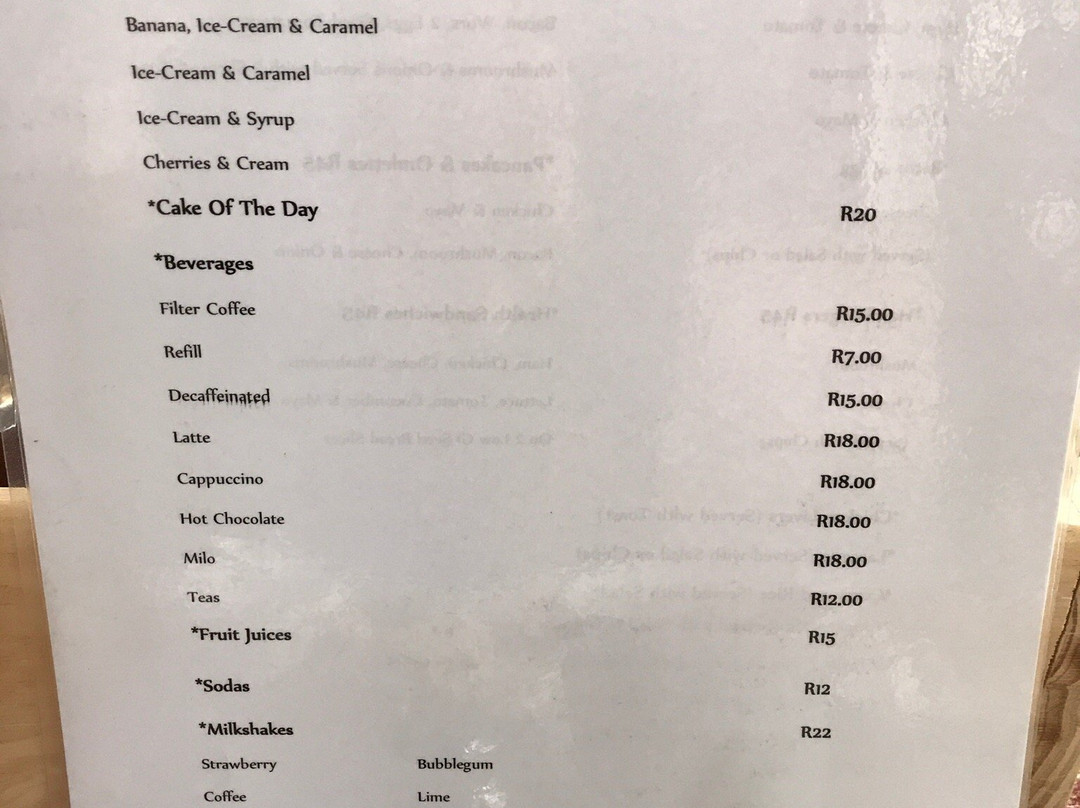 Banana, Ice-Cream & Caramel
Ice-Cream & Caramel
Ice-Cream & Syrup
Cherries & Cream
*Cake Of The Day R20
*Beverages
Filter Coffee R15.00
Refill R7.00
Decaffeinated R15.00
Latte R18.00
Cappuccino R18.00
Hot Chocolate R18.00
Milo R18.00
Teas R12.00
*Fruit Juices R15
*Sodas R12
*Milkshakes R22
Strawberry Bubblegum
Coffee Lime